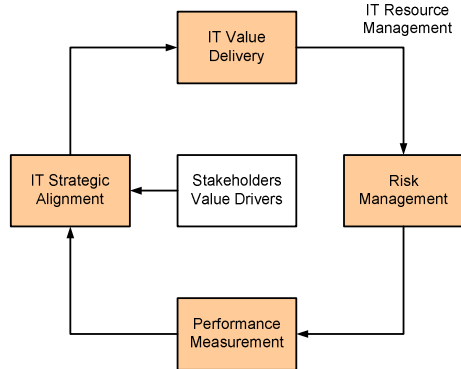 IT Value
Delivery
IT Resource
Management
IT Strategic
Alignment
Stakeholders
Value Drivers
Risk
Management
Performance
Measurement